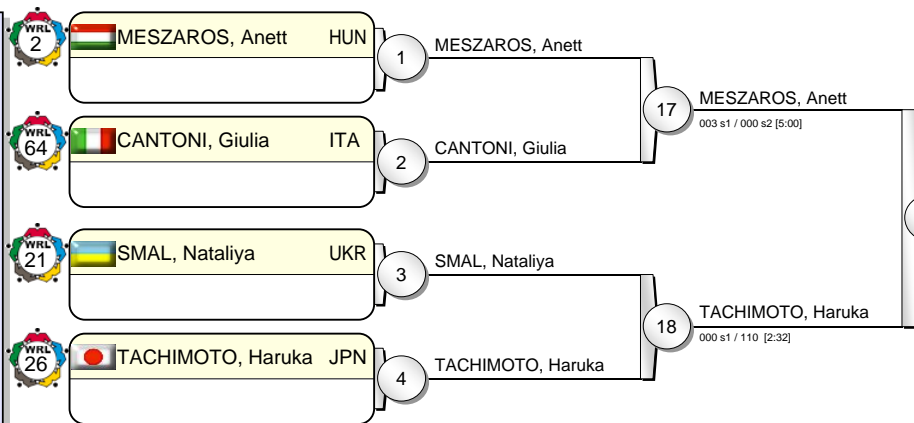 WRL
2
MESZAROS, Anett HUN
1
MESZAROS, Anett
WRL
64
CANTONI, Giulia ITA
2
CANTONI, Giulia
17
MESZAROS, Anett
003 s1 / 000 s2 [5:00]
WRL
21
SMAL, Nataliya UKR
3
SMAL, Nataliya
WRL
26
TACHIMOTO, Haruka JPN
4
TACHIMOTO, Haruka
18
TACHIMOTO, Haruka
000 s1 / 110 [2:32]